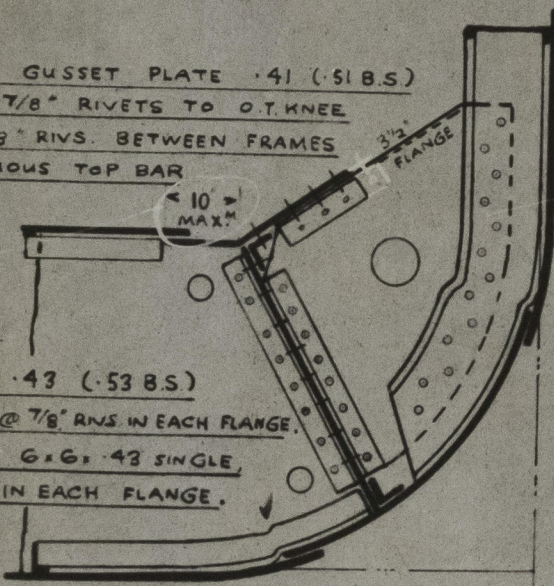 GUSSET PLATE ·41 (·51 B.S.)
7/8" RIVETS TO O.T. KNEE
RIVS. BETWEEN FRAMES
TOP BAR
10"
MAX.M
3½"
FLANGE
·43 (·53 B.S.)
@ 7/8" RIVS. IN EACH FLANGE.
6 x 6 x ·43 SINGLE,
IN EACH FLANGE.